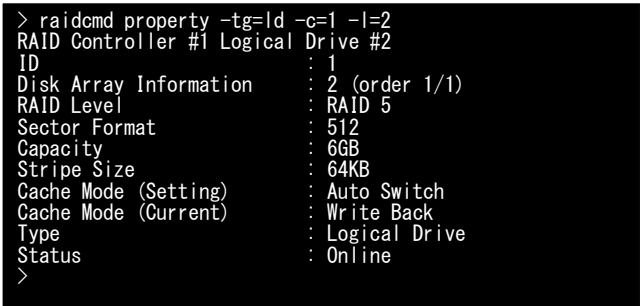 > raidcmd property -tg=ld -c=1 -l=2
RAID Controller #1 Logical Drive #2
ID : 1
Disk Array Information : 2 (order 1/1)
RAID Level : RAID 5
Sector Format : 512
Capacity : 6GB
Stripe Size : 64KB
Cache Mode (Setting) : Auto Switch
Cache Mode (Current) : Write Back
Type : Logical Drive
Status : Online
>